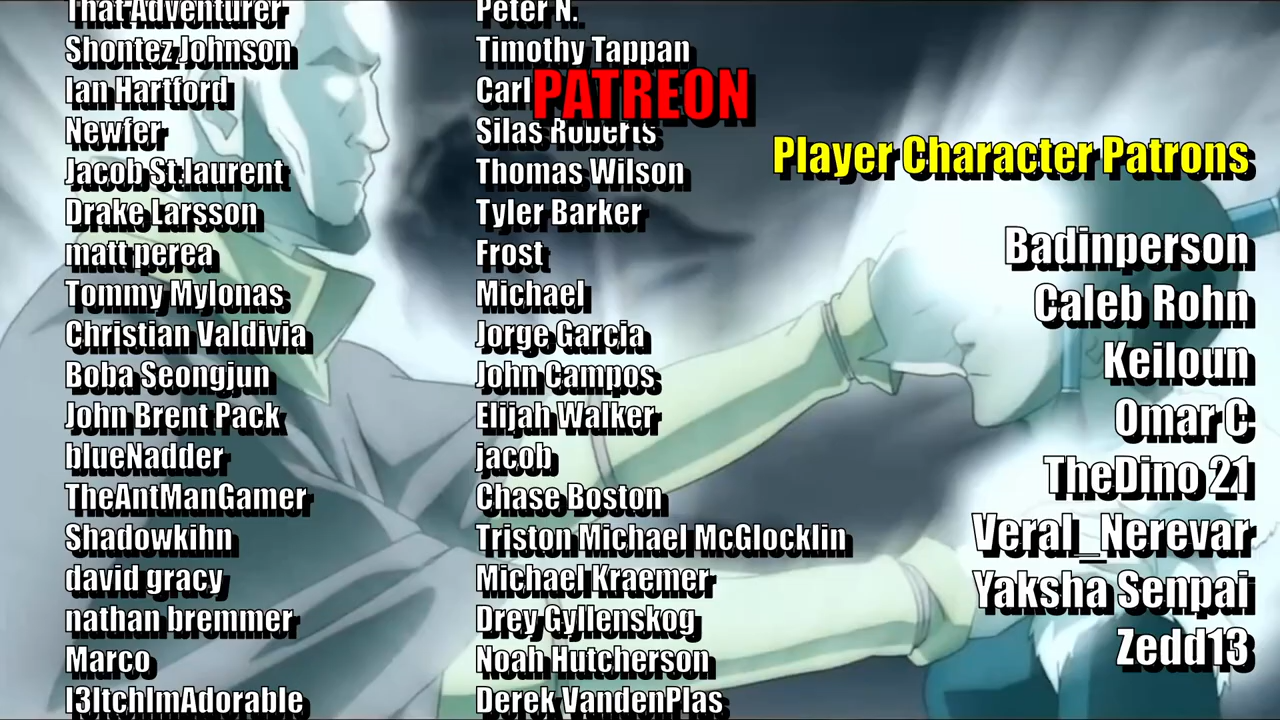 PATREON
That Adventurer
Shontez Johnson
Ian Hartford
Newfer
Jacob St.laurent
Drake Larsson
matt perea
Tommy Mylonas
Christian Valdivia
Boba Seongjun
John Brent Pack
blueNadder
TheAntManGamer
Shadowkihn
david gracy
nathan bremmer
Marco
I3ItchImAdorable
Peter N.
Timothy Tappan
Carl
Silas Roberts
Thomas Wilson
Tyler Barker
Frost
Michael
Jorge Garcia
John Campos
Elijah Walker
jacob
Chase Boston
Triston Michael McGlocklin
Michael Kraemer
Drey Gyllenskog
Noah Hutcherson
Derek VandenPlas
Player Character Patrons
Badinperson
Caleb Rohn
Keiloun
Omar C
TheDino 21
Veral_Nerevar
Yaksha Senpai
Zedd13